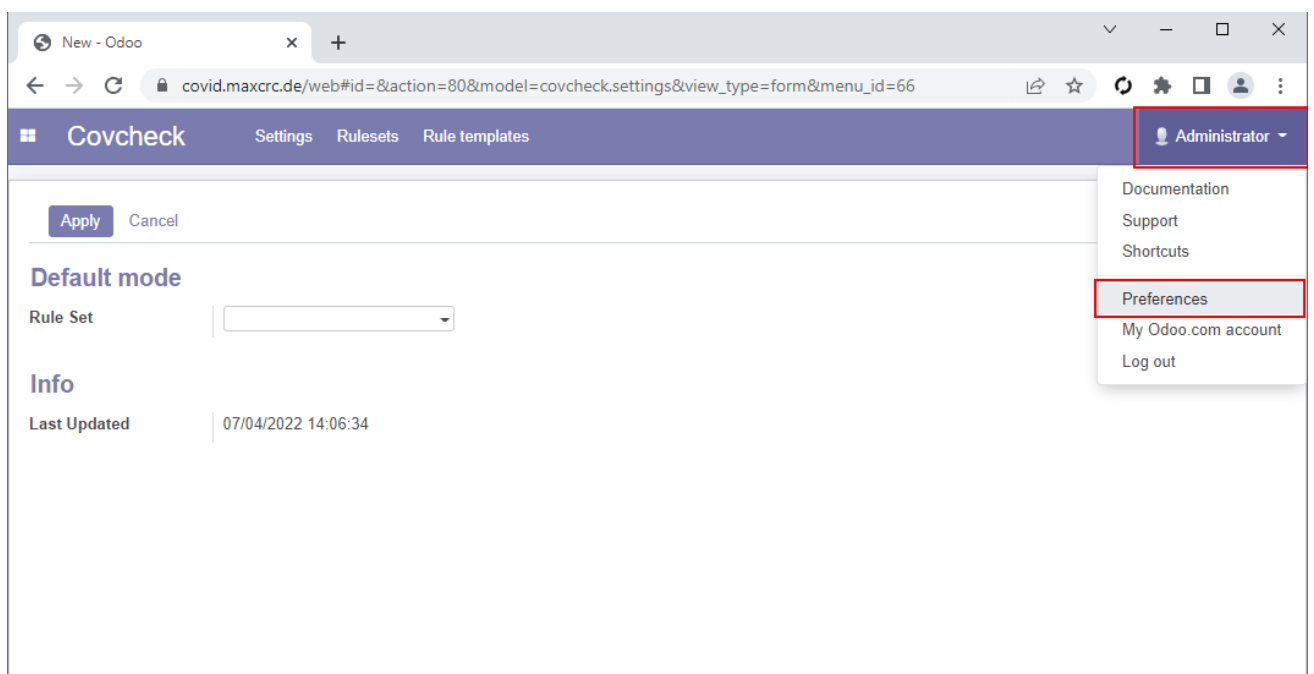 New - Odoo
covid.maxcrc.de/web#id=&action=80&model=covcheck.settings&view_type=form&menu_id=66
Covcheck Settings Rulesets Rule templates Administrator
Documentation
Apply Cancel Support
Shortcuts
Default mode
Preferences
Rule Set
My Odoo.com account
Log out
Info
Last Updated 07/04/2022 14:06:34